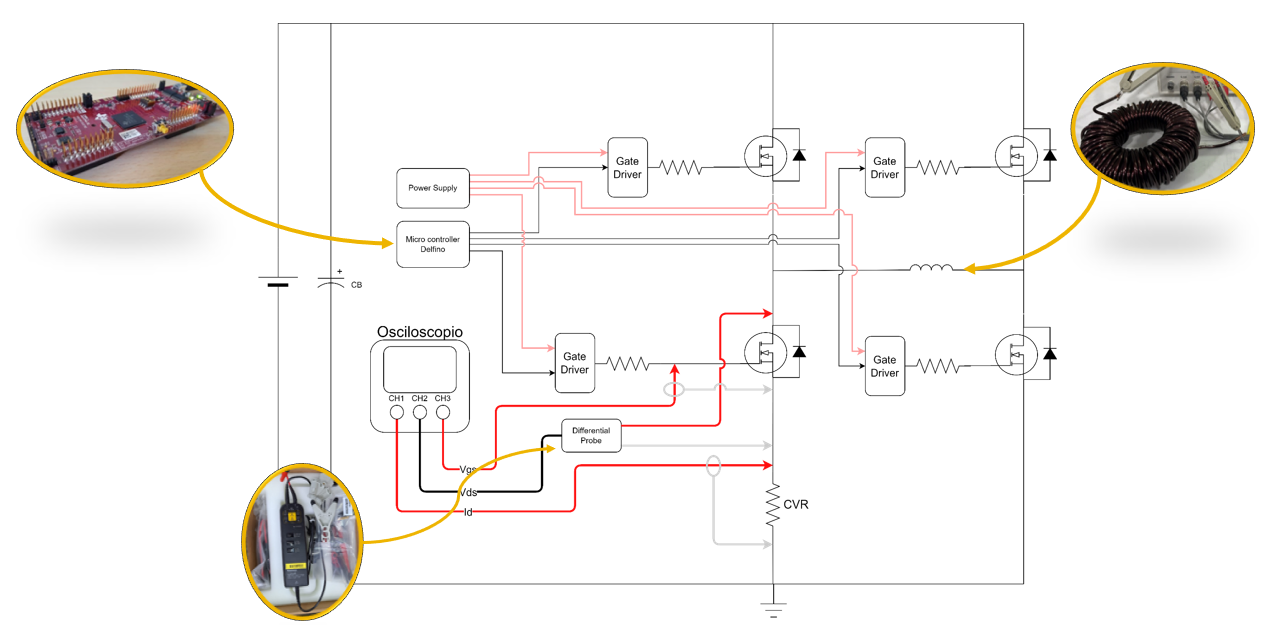 Gate
Driver
Gate
Driver
Power Supply
Micro controller
Delfino
+
CB
Osciloscopio
CH1
CH2
CH3
Gate
Driver
Gate
Driver
Differential
Probe
Vgs
Vds
Id
CVR